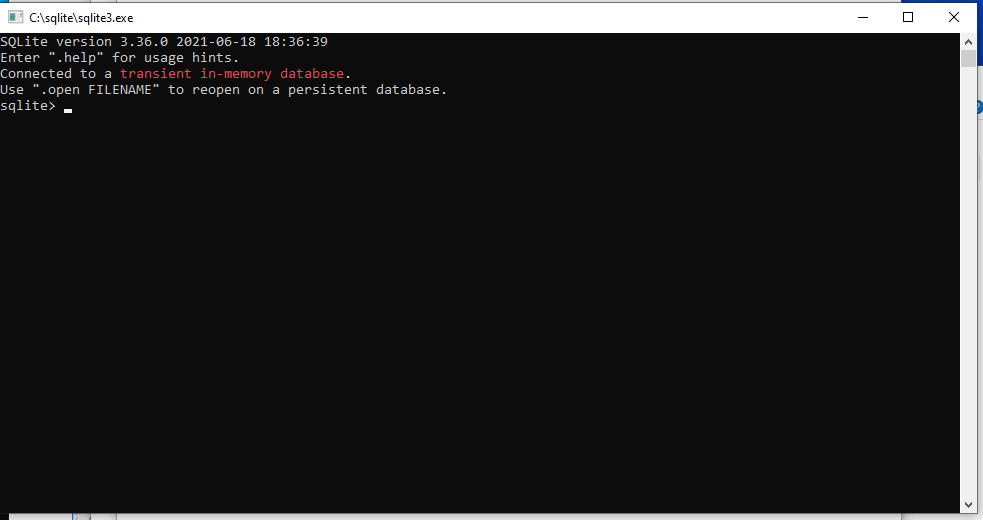 C:\sqlite\sqlite3.exe
SQLite version 3.36.0 2021-06-18 18:36:39
Enter ".help" for usage hints.
Connected to a transient in-memory database.
Use ".open FILENAME" to reopen on a persistent database.
sqlite>